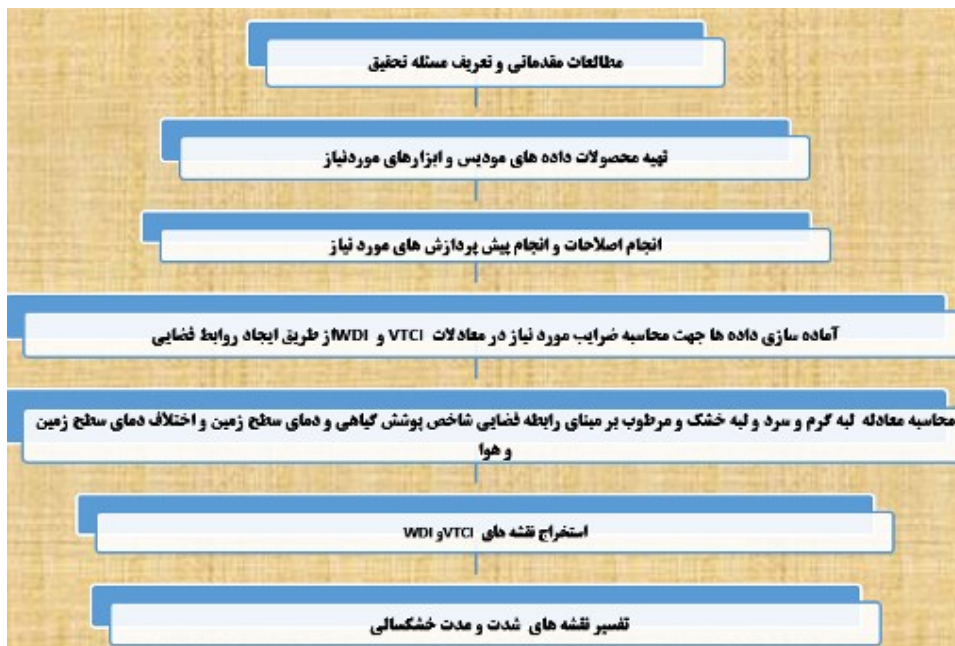 مطالعات مقدماتی و تعریف مسئله تحقیق
تهیه محصولات داده های مودیس و ابزارهای موردنیاز
انجام اصلاحات و انجام پیش پردازش های مورد نیاز
آماده سازی داده ها جهت محاسبه ضرایب مورد نیاز در معادلات VTCI و WDIاز طریق ایجاد روابط فضایی
محاسبه معادله لبه گرم و سرد و لبه خشک و مرطوب بر مبنای رابطه فضایی شاخص پوشش گیاهی و دمای سطح زمین و اختلاف دمای سطح زمین
و هوا
استخراج نقشه های VTCIو WDI
تفسیر نقشه های شدت و مدت خشکسالی